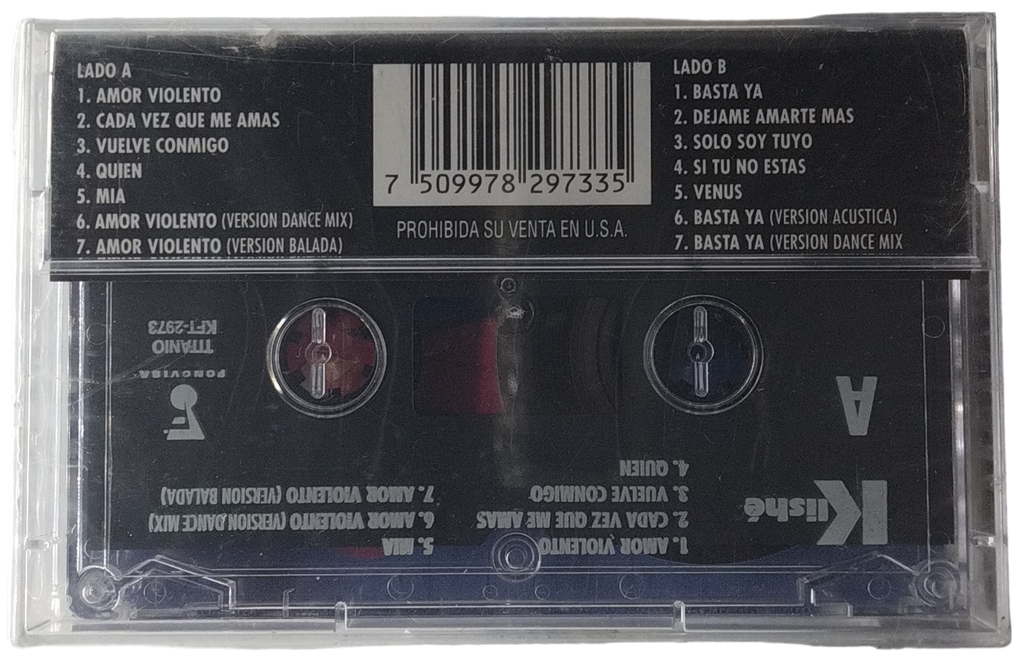 LADO A
1. AMOR VIOLENTO
2. CADA VEZ QUE ME AMAS
3. VUELVE CONMIGO
4. QUIEN
5. MIA
6. AMOR VIOLENTO (VERSION DANCE MIX)
7. AMOR VIOLENTO (VERSION BALADA)
7 509978 297335
PROHIBIDA SU VENTA EN U.S.A.
LADO B
1. BASTA YA
2. DEJAME AMARTE MAS
3. SOLO SOY TUYO
4. SI TU NO ESTAS
5. VENUS
6. BASTA YA (VERSION ACUSTICA)
7. BASTA YA (VERSION DANCE MIX
Klishé
A
1. AMOR VIOLENTO
2. CADA VEZ QUE ME AMAS
3. VUELVE CONMIGO
4. QUIEN
5. MIA
6. AMOR VIOLENTO (VERSION DANCE MIX)
7. AMOR VIOLENTO (VERSION BALADA)
FONOVISA
TITANIO
KFT-2973